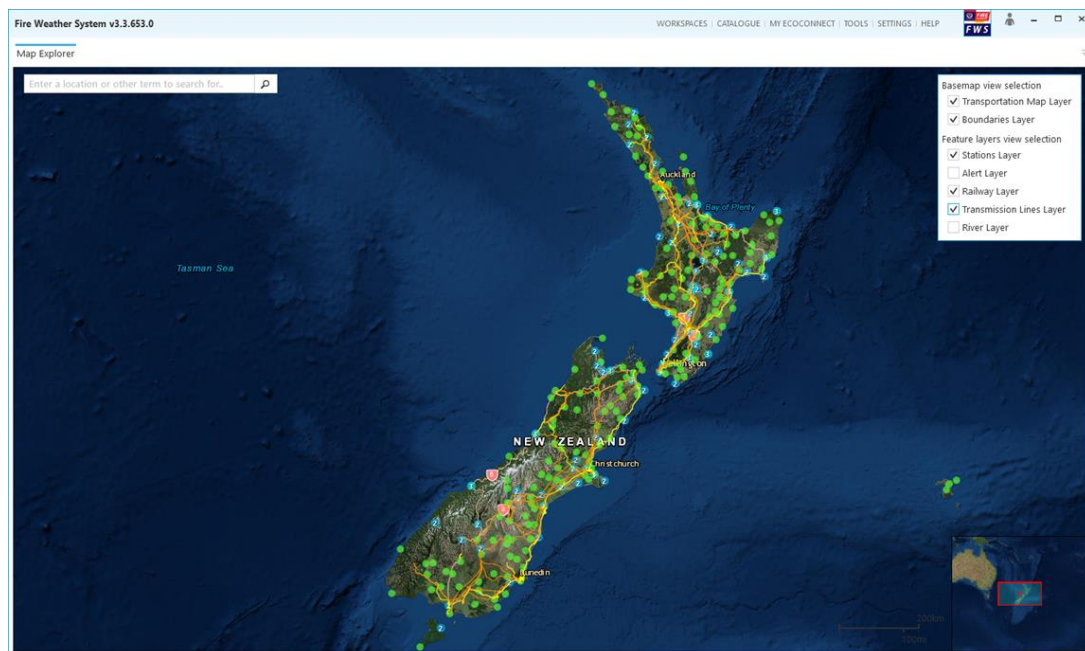 Fire Weather System v3.3.653.0
WORKSPACES | CATALOGUE | MY ECOCONNECT | TOOLS | SETTINGS | HELP
FIRE
FWS
Map Explorer
Enter a location or other term to search for..
Basemap view selection
Transportation Map Layer
Boundaries Layer
Feature layers view selection
Stations Layer
Alert Layer
Railway Layer
Transmission Lines Layer
River Layer
Auckland
Bay of Plenty
Tasman Sea
Wellington
NEW ZEALAND
Christchurch
Dunedin
200km
100mi